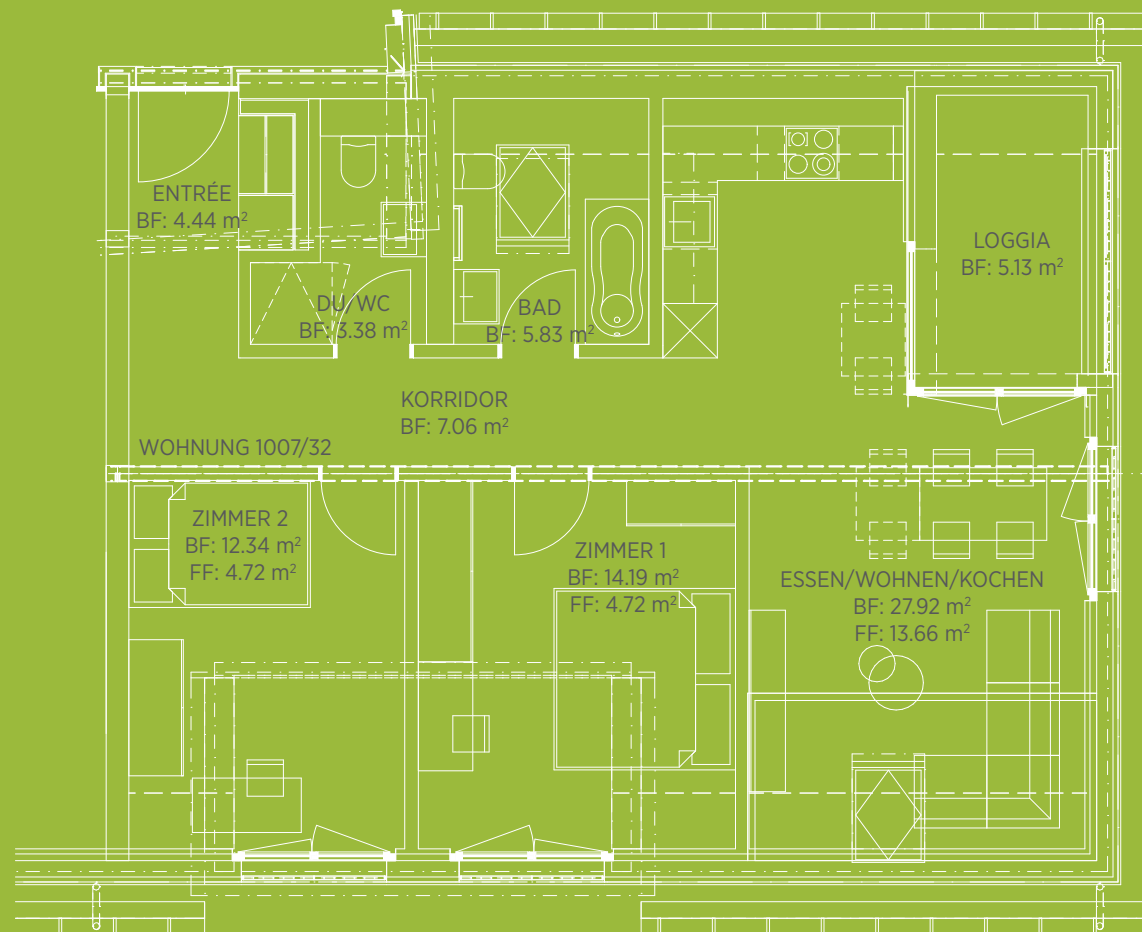 ENTRÉE
BF: 4.44 m²
LOGGIA
BF: 5.13 m²
DU/WC
BF: 3.38 m²
BAD
BF: 5.83 m²
KORRIDOR
BF: 7.06 m²
WOHNUNG 1007/32
ZIMMER 2
BF: 12.34 m²
FF: 4.72 m²
ZIMMER 1
BF: 14.19 m²
FF: 4.72 m²
ESSEN/WOHNEN/KOCHEN
BF: 27.92 m²
FF: 13.66 m²